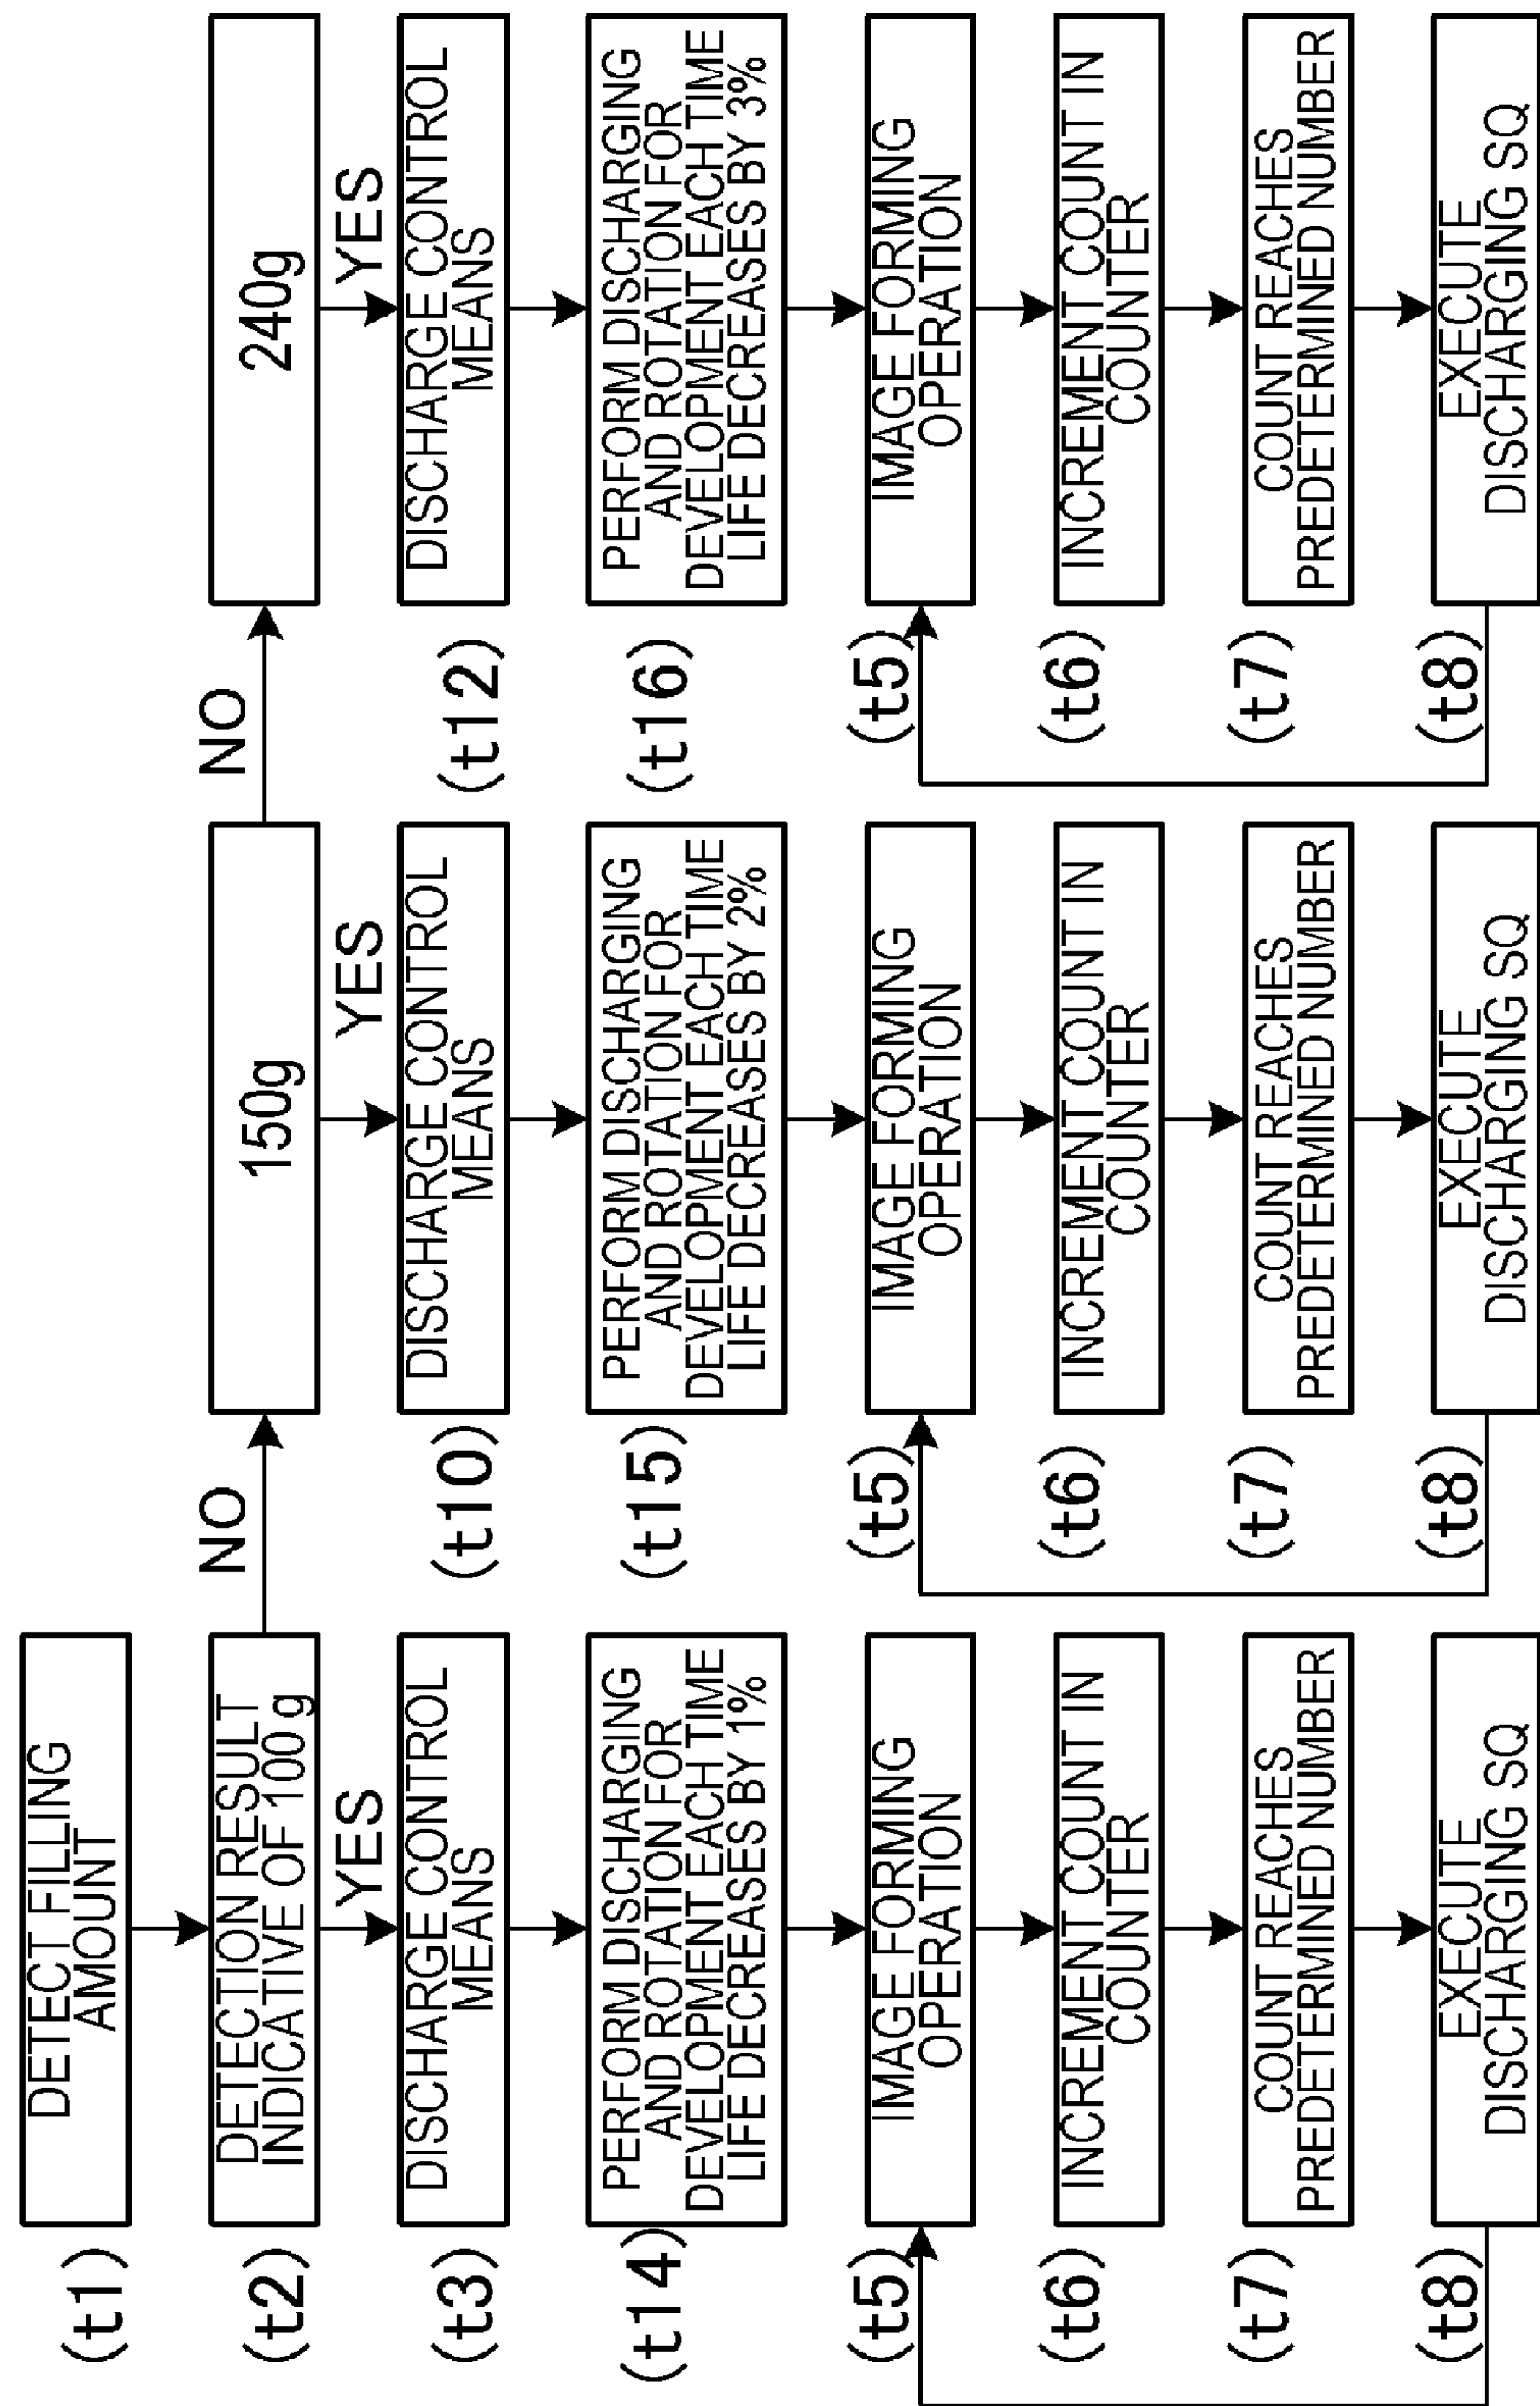 (t1)
DETECT FILLING
AMOUNT
(t2)
DETECTION RESULT
INDICATIVE OF 100 g
NO
YES
(t3)
DISCHARGE CONTROL
MEANS
(t14)
PERFORM DISCHARGING
AND ROTATION FOR
DEVELOPMENT EACH TIME
LIFE DECREASES BY 1%
(t5)
IMAGE FORMING
OPERATION
(t6)
INCREMENT COUNT IN
COUNTER
(t7)
COUNT REACHES
PREDETERMINED NUMBER
(t8)
EXECUTE
DISCHARGING SQ
150g
NO
YES
(t10)
DISCHARGE CONTROL
MEANS
(t15)
PERFORM DISCHARGING
AND ROTATION FOR
DEVELOPMENT EACH TIME
LIFE DECREASES BY 2%
(t5)
IMAGE FORMING
OPERATION
(t6)
INCREMENT COUNT IN
COUNTER
(t7)
COUNT REACHES
PREDETERMINED NUMBER
(t8)
EXECUTE
DISCHARGING SQ
240g
YES
(t12)
DISCHARGE CONTROL
MEANS
(t16)
PERFORM DISCHARGING
AND ROTATION FOR
DEVELOPMENT EACH TIME
LIFE DECREASES BY 3%
(t5)
IMAGE FORMING
OPERATION
(t6)
INCREMENT COUNT IN
COUNTER
(t7)
COUNT REACHES
PREDETERMINED NUMBER
(t8)
EXECUTE
DISCHARGING SQ